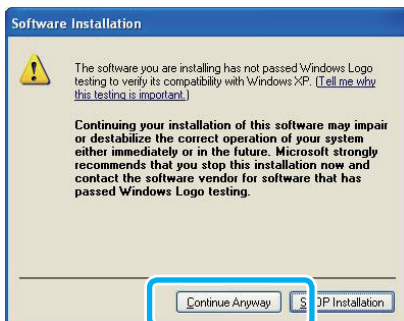 Software Installation
The software you are installing has not passed Windows Logo
testing to verify its compatibility with Windows XP. (Tell me why
this testing is important.)
Continuing your installation of this software may impair
or destabilize the correct operation of your system
either immediately or in the future. Microsoft strongly
recommends that you stop this installation now and
contact the software vendor for software that has
passed Windows Logo testing.
Continue Anyway
Installation